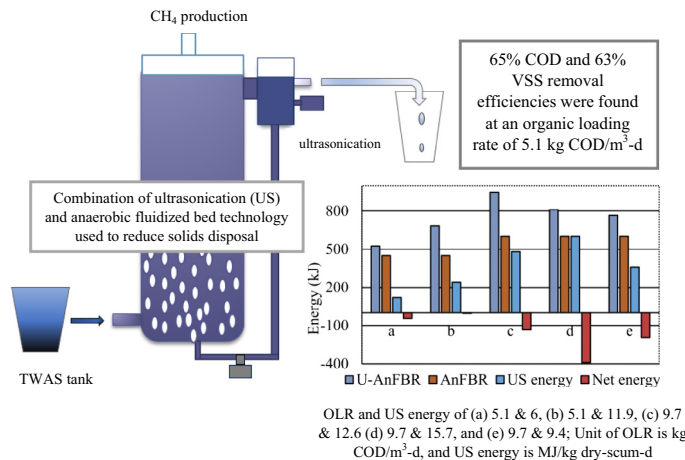 CH4 production
65% COD and 63%
VSS removal
efficiencies were found
at an organic loading
rate of 5.1 kg COD/m³-d
ultrasonication
Combination of ultrasonication (US)
and anaerobic fluidized bed technology
used to reduce solids disposal
TWAS tank
Energy (kJ)
800
500
200
-100
-400
a b c d e
U-AnFBR AnFBR US energy Net energy
OLR and US energy of (a) 5.1 & 6, (b) 5.1 & 11.9, (c) 9.7
& 12.6 (d) 9.7 & 15.7, and (e) 9.7 & 9.4; Unit of OLR is kg
COD/m³-d, and US energy is MJ/kg dry-scum-d